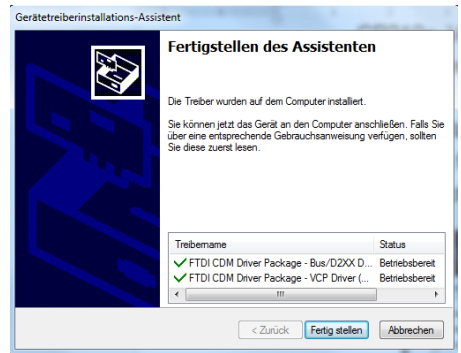 Gerätetreiberinstallations-Assistent
Fertigstellen des Assistenten
Die Treiber wurden auf dem Computer installiert.
Sie können jetzt das Gerät an den Computer anschließen. Falls Sie
über eine entsprechende Gebrauchsanweisung verfügen, sollten
Sie diese zuerst lesen.
Treibername Status
FTDI CDM Driver Package - Bus/D2XX D... Betriebsbereit
FTDI CDM Driver Package - VCP Driver (... Betriebsbereit
< Zurück Fertig stellen Abbrechen